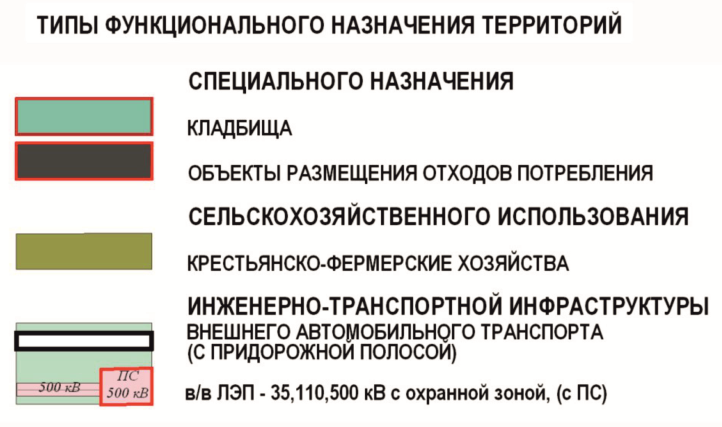 ТИПЫ ФУНКЦИОНАЛЬНОГО НАЗНАЧЕНИЯ ТЕРРИТОРИЙ
СПЕЦИАЛЬНОГО НАЗНАЧЕНИЯ
КЛАДБИЩА
ОБЪЕКТЫ РАЗМЕЩЕНИЯ ОТХОДОВ ПОТРЕБЛЕНИЯ
СЕЛЬСКОХОЗЯЙСТВЕННОГО ИСПОЛЬЗОВАНИЯ
КРЕСТЬЯНСКО-ФЕРМЕРСКИЕ ХОЗЯЙСТВА
ИНЖЕНЕРНО-ТРАНСПОРТНОЙ ИНФРАСТРУКТУРЫ
ВНЕШНЕГО АВТОМОБИЛЬНОГО ТРАНСПОРТА
(С ПРИДОРОЖНОЙ ПОЛОСОЙ)
ПС
500 кВ
500 кВ
в/в ЛЭП - 35,110,500 кВ с охранной зоной, (с ПС)